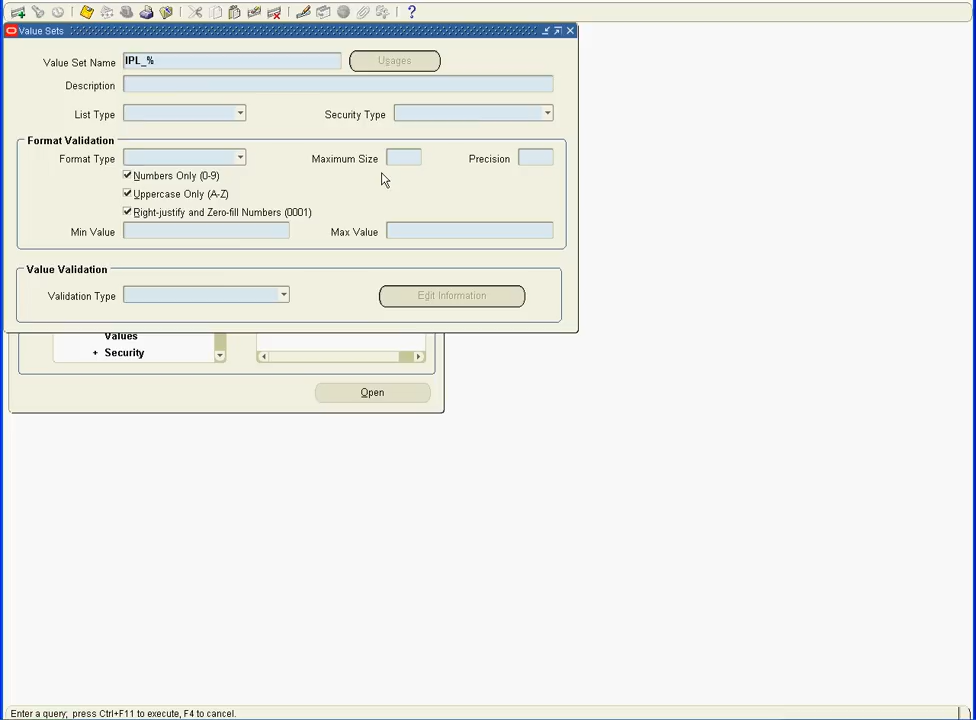 ?
Value Sets
Value Set Name IPL_% Usages
Description
List Type Security Type
Format Validation
Format Type Maximum Size Precision
Numbers Only (0-9)
Uppercase Only (A-Z)
Right-justify and Zero-fill Numbers (0001)
Min Value Max Value
Value Validation
Validation Type Edit Information
Values
+ Security
Open
Enter a query; press Ctrl+F11 to execute, F4 to cancel.